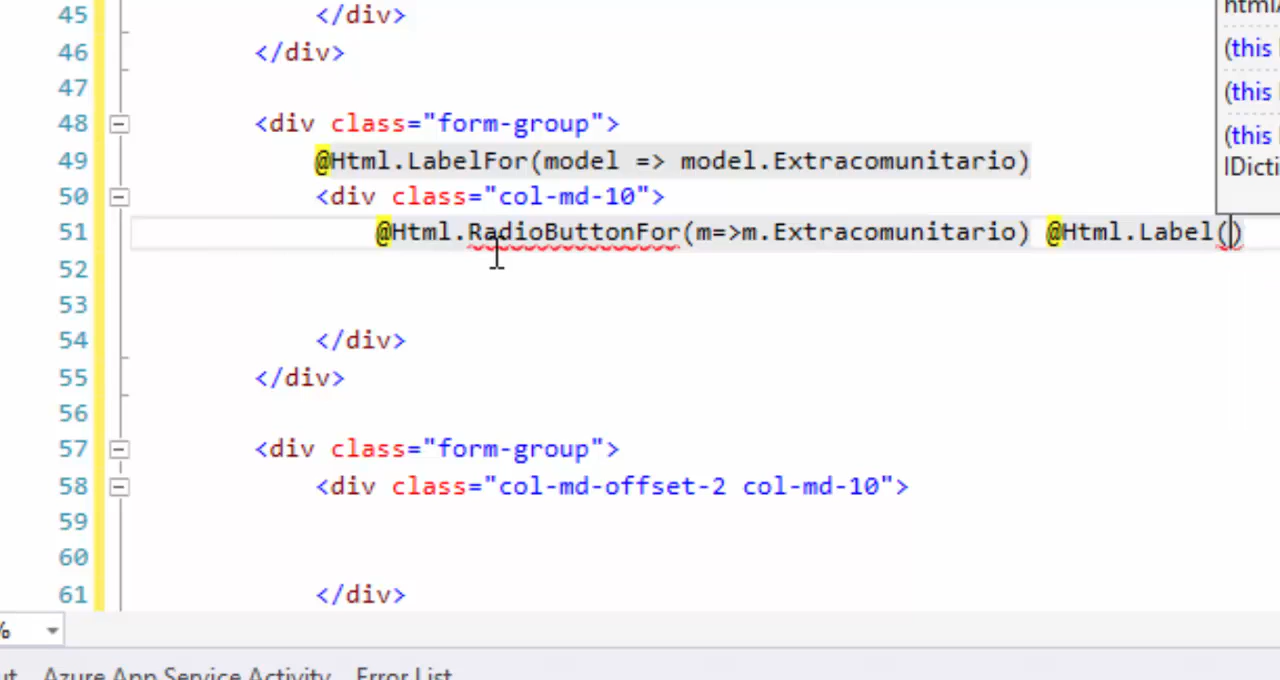 htmlA
45 </div>
46 </div>
(this
47
(this
48 <div class="form-group">
(this
49 @Html.LabelFor(model => model.Extracomunitario)
IDicti
50 <div class="col-md-10">
51 @Html.RadioButtonFor(m=>m.Extracomunitario) @Html.Label()
52
53
54 </div>
55 </div>
56
57 <div class="form-group">
58 <div class="col-md-offset-2 col-md-10">
59
60
61 </div>
%
ut Azure App Service Activity Error List